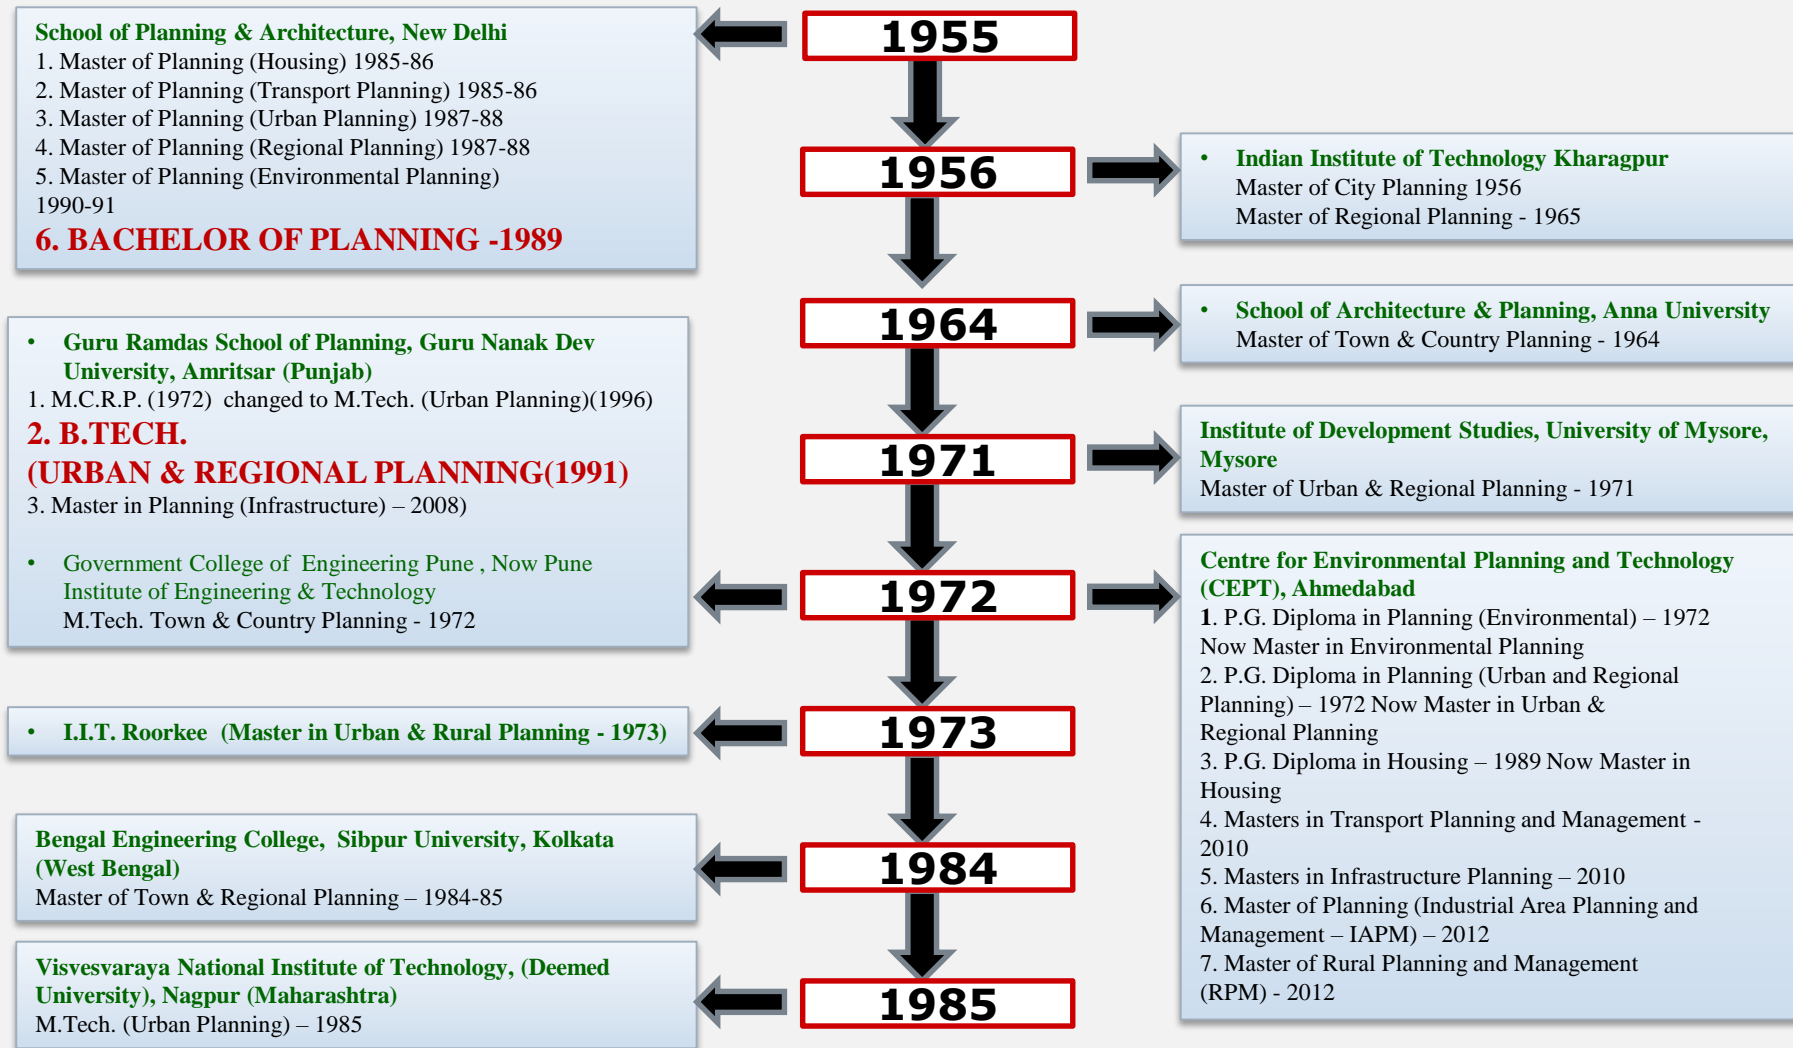 1955
School of Planning & Architecture, New Delhi
1. Master of Planning (Housing) 1985-86
2. Master of Planning (Transport Planning) 1985-86
3. Master of Planning (Urban Planning) 1987-88
4. Master of Planning (Regional Planning) 1987-88
5. Master of Planning (Environmental Planning)
1990-91
6. BACHELOR OF PLANNING -1989
1956
• Indian Institute of Technology Kharagpur
Master of City Planning 1956
Master of Regional Planning - 1965
1964
• School of Architecture & Planning, Anna University
Master of Town & Country Planning - 1964
1971
Institute of Development Studies, University of Mysore,
Mysore
Master of Urban & Regional Planning - 1971
1972
• Guru Ramdas School of Planning, Guru Nanak Dev
University, Amritsar (Punjab)
1. M.C.R.P. (1972) changed to M.Tech. (Urban Planning)(1996)
2. B.TECH.
(URBAN & REGIONAL PLANNING(1991)
3. Master in Planning (Infrastructure) – 2008)
• Government College of Engineering Pune , Now Pune
Institute of Engineering & Technology
M.Tech. Town & Country Planning - 1972
Centre for Environmental Planning and Technology
(CEPT), Ahmedabad
1. P.G. Diploma in Planning (Environmental) – 1972
Now Master in Environmental Planning
2. P.G. Diploma in Planning (Urban and Regional
Planning) – 1972 Now Master in Urban &
Regional Planning
3. P.G. Diploma in Housing – 1989 Now Master in
Housing
4. Masters in Transport Planning and Management -
2010
5. Masters in Infrastructure Planning – 2010
6. Master of Planning (Industrial Area Planning and
Management – IAPM) – 2012
7. Master of Rural Planning and Management
(RPM) - 2012
1973
• I.I.T. Roorkee (Master in Urban & Rural Planning - 1973)
1984
Bengal Engineering College, Sibpur University, Kolkata
(West Bengal)
Master of Town & Regional Planning – 1984-85
1985
Visvesvaraya National Institute of Technology, (Deemed
University), Nagpur (Maharashtra)
M.Tech. (Urban Planning) – 1985